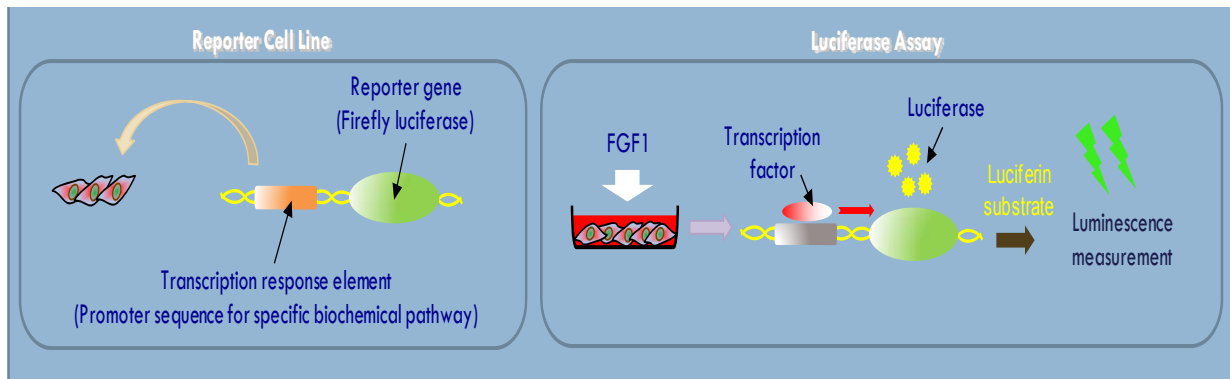 Reporter Cell Line
Reporter gene
(Firefly luciferase)
Transcription response element
(Promoter sequence for specific biochemical pathway)
Luciferase Assay
FGF1
Transcription
factor
Luciferase
Luciferin
substrate
Luminescence
measurement